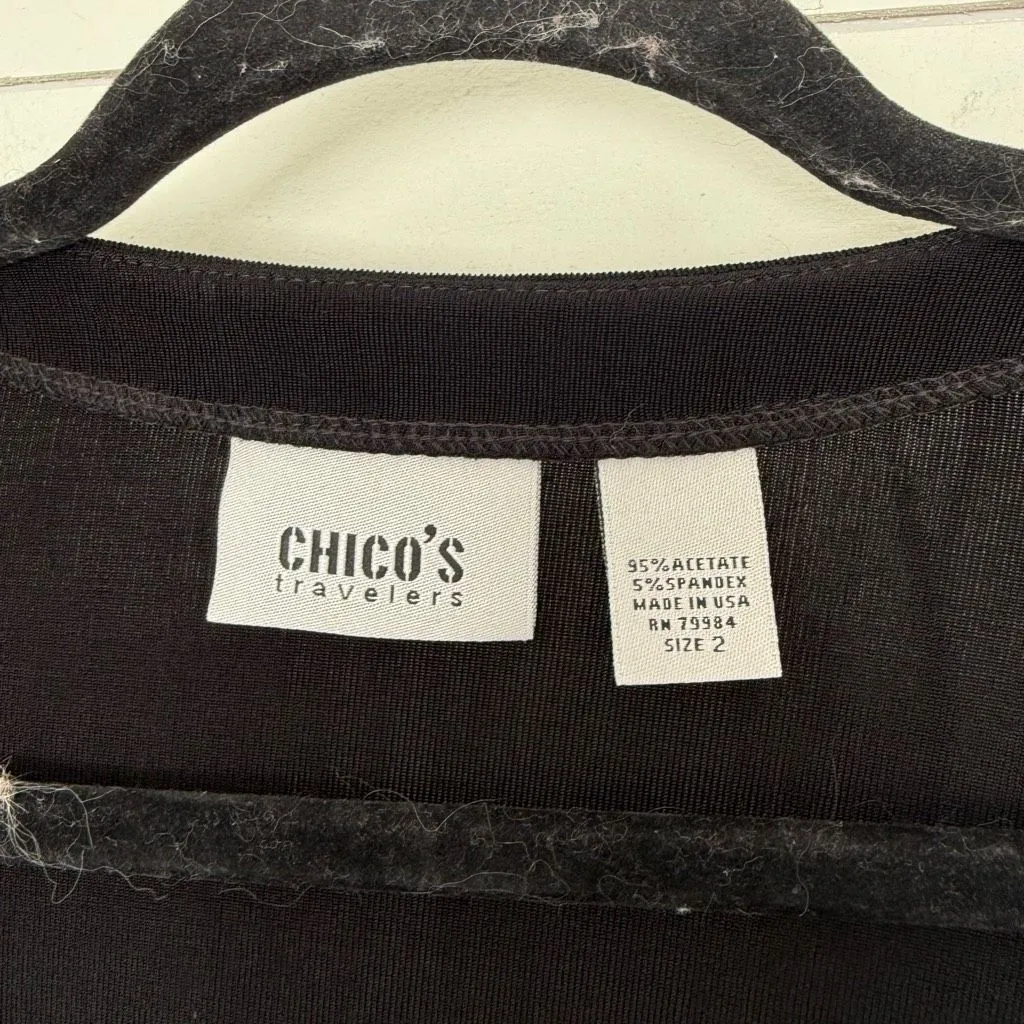 CHICO'S
travelers
95% ACETATE
5% SPANDEX
MADE IN USA
RN 79984
SIZE 2